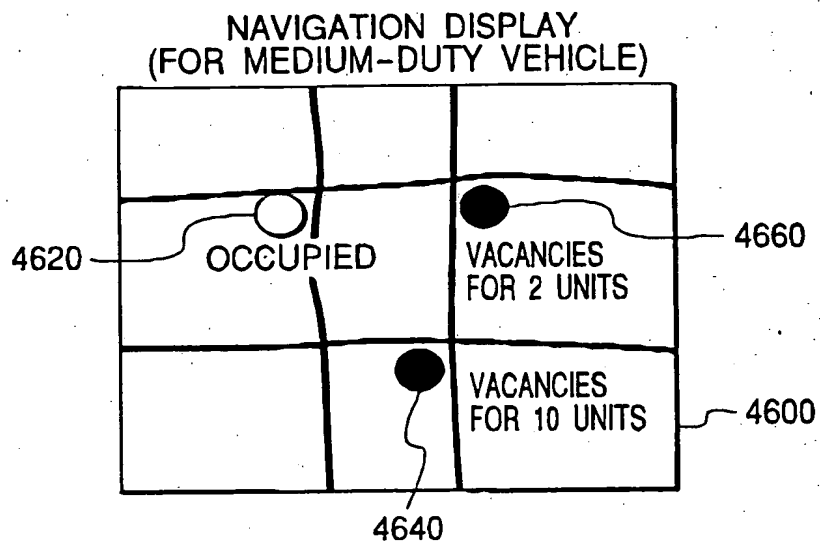 NAVIGATION DISPLAY
(FOR MEDIUM-DUTY VEHICLE)
4620
OCCUPIED
VACANCIES
FOR 2 UNITS
4660
VACANCIES
FOR 10 UNITS
4600
4640